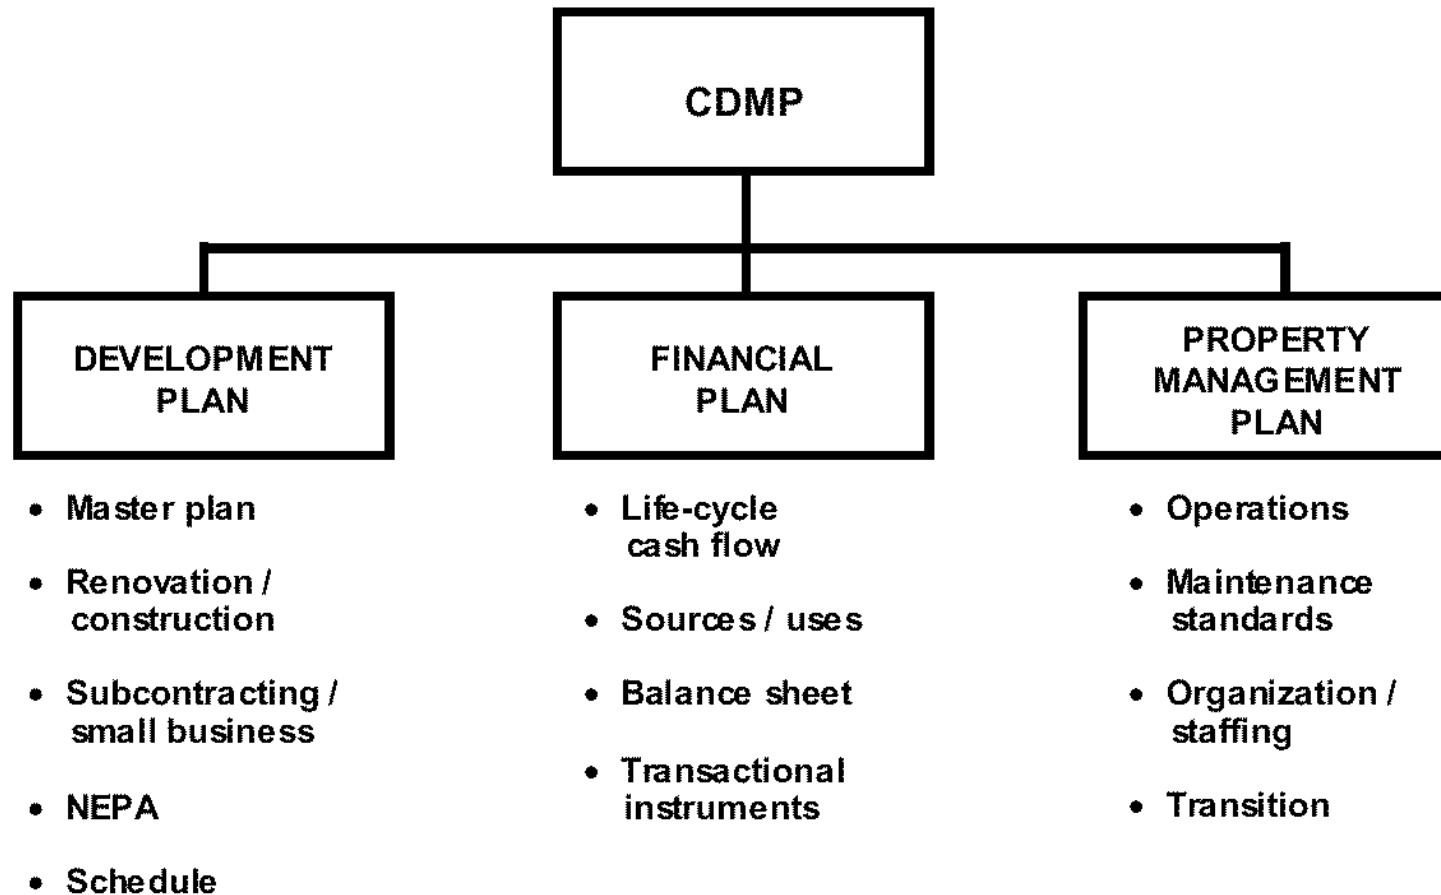 CDMP
DEVELOPMENT
PLAN
FINANCIAL
PLAN
PROPERTY
MANAGEMENT
PLAN
• Master plan
• Renovation /
construction
• Subcontracting /
small business
• NEPA
• Schedule
• Life-cycle
cash flow
• Sources / uses
• Balance sheet
• Transactional
instruments
• Operations
• Maintenance
standards
• Organization /
staffing
• Transition